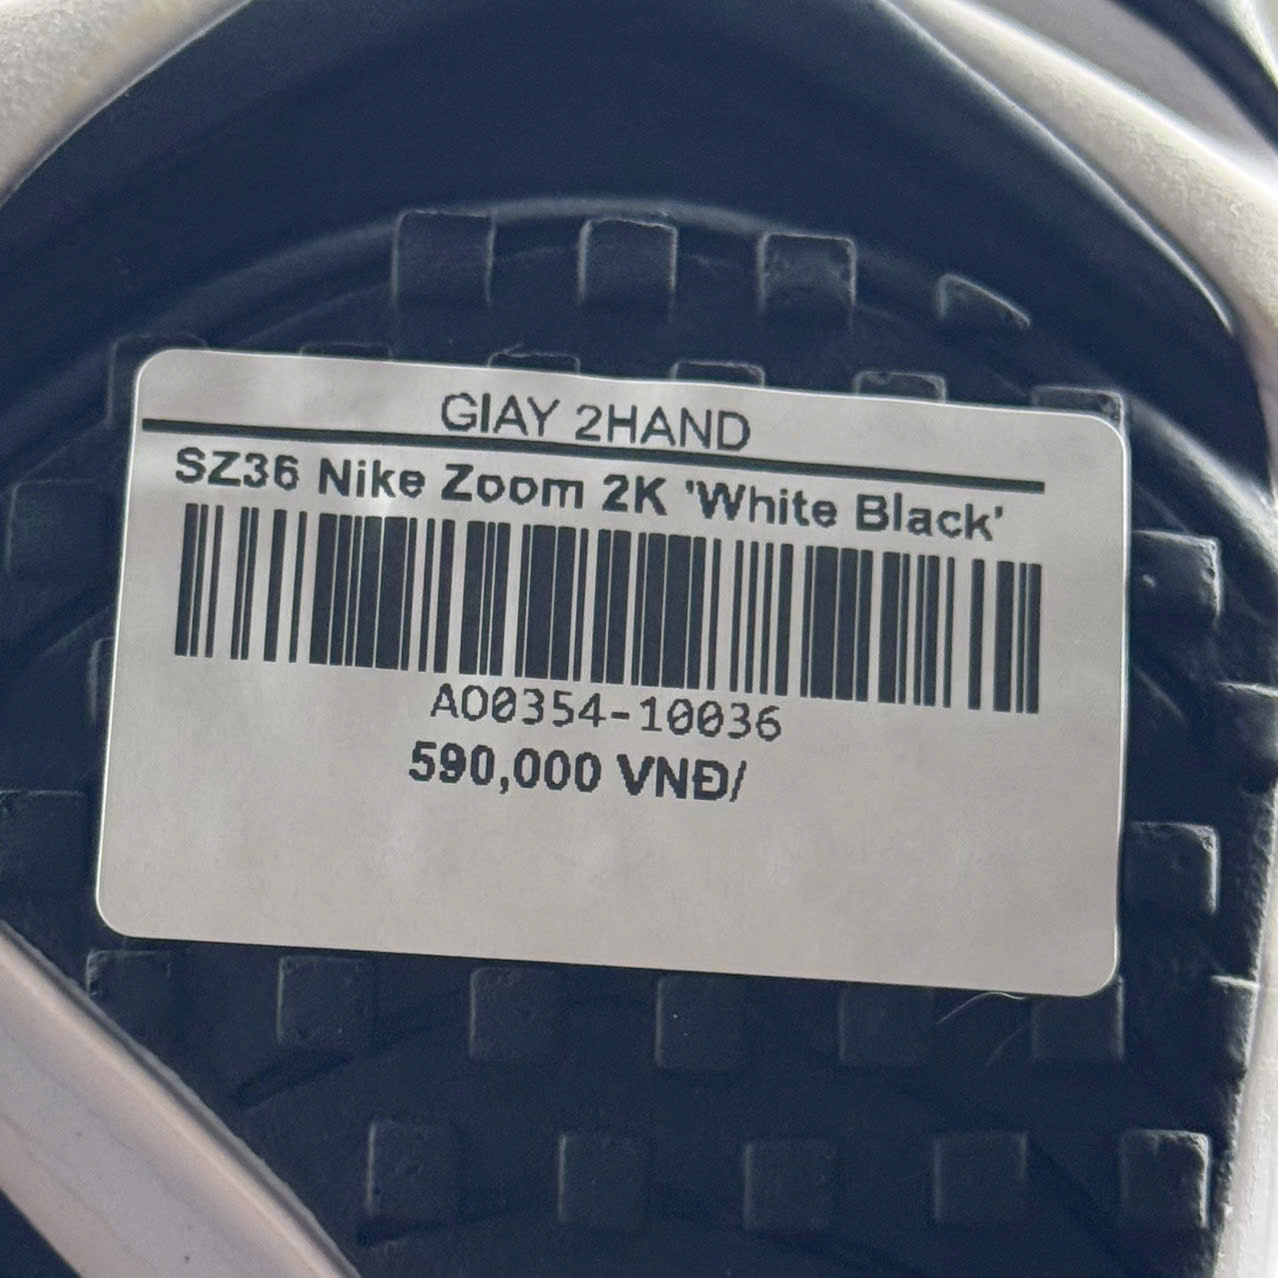 GIAY 2HAND
SZ36 Nike Zoom 2K 'White Black'
AO0354-10036
590,000 VNĐ/